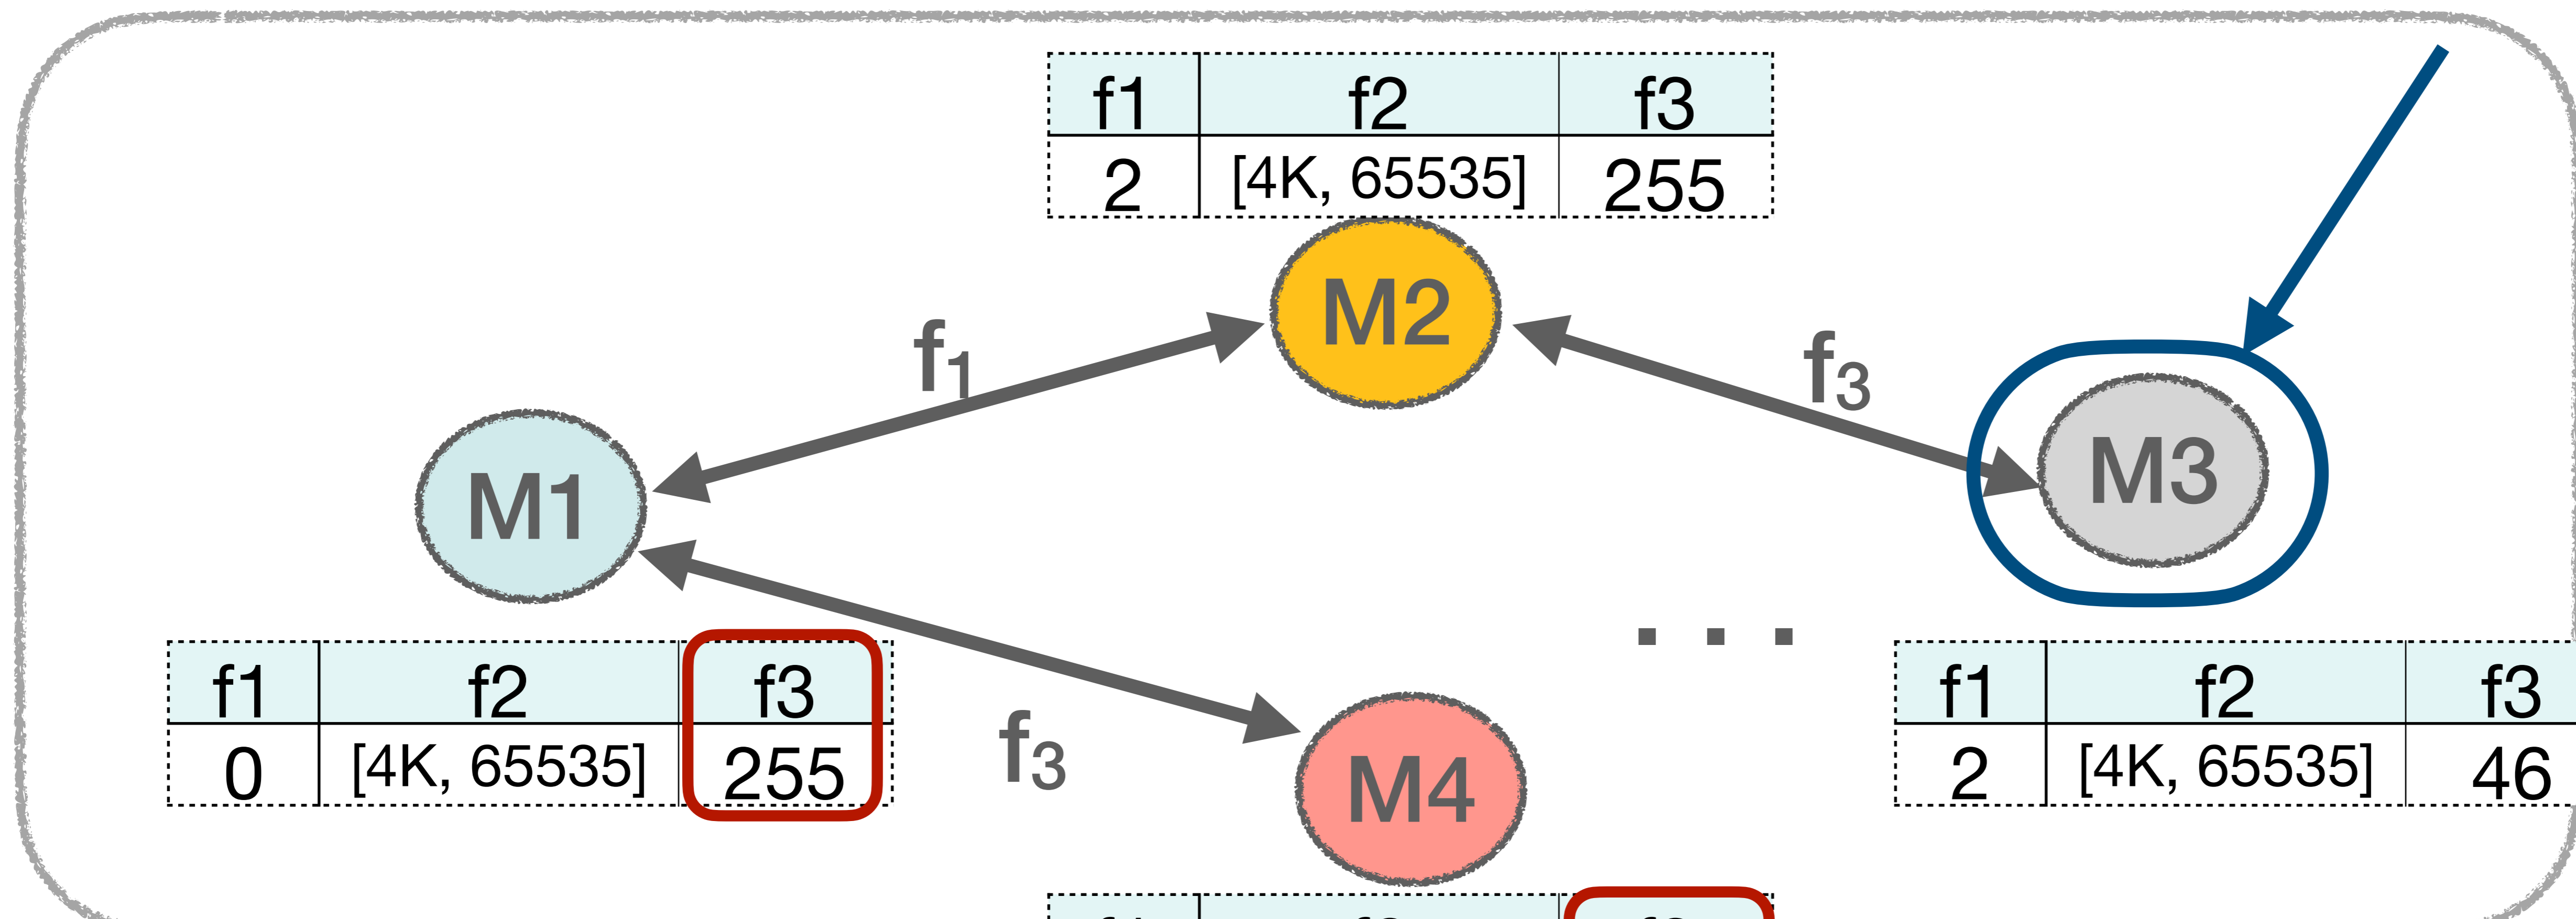 f1 f2 f3
2 [4K, 65535] 255
M2
f1
f3
M3
M1
f1 f2 f3
0 [4K, 65535] 255
f3
M4
. . .
f1 f2 f3
2 [4K, 65535] 46